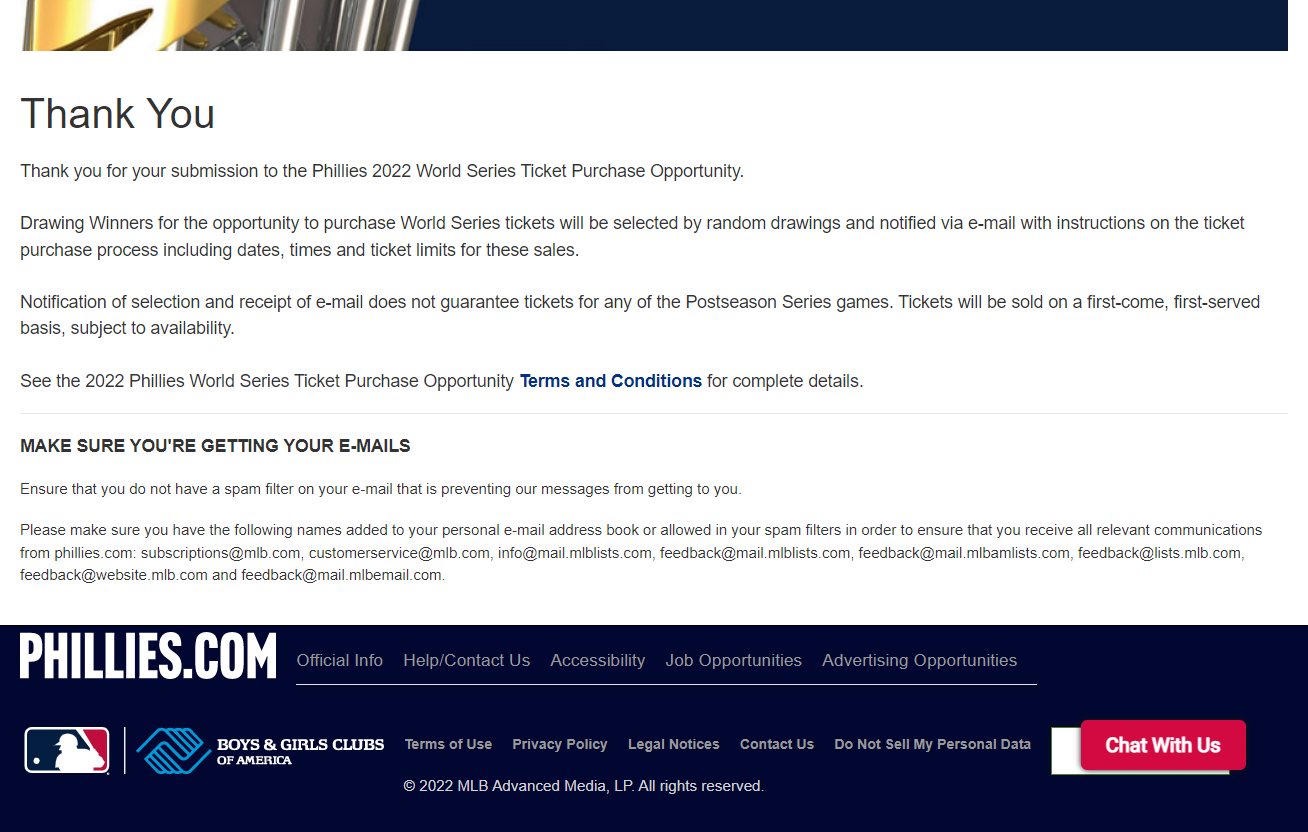 Thank You
Thank you for your submission to the Phillies 2022 World Series Ticket Purchase Opportunity.
Drawing Winners for the opportunity to purchase World Series tickets will be selected by random drawings and notified via e-mail with instructions on the ticket
purchase process including dates, times and ticket limits for these sales.
Notification of selection and receipt of e-mail does not guarantee tickets for any of the Postseason Series games. Tickets will be sold on a first-come, first-served
basis, subject to availability.
See the 2022 Phillies World Series Ticket Purchase Opportunity Terms and Conditions for complete details.
MAKE SURE YOU'RE GETTING YOUR E-MAILS
Ensure that you do not have a spam filter on your e-mail that is preventing our messages from getting to you.
Please make sure you have the following names added to your personal e-mail address book or allowed in your spam filters in order to ensure that you receive all relevant communications
from phillies.com: subscriptions@mlb.com, customerservice@mlb.com, info@mail.mlblists.com, feedback@mail.mlblists.com, feedback@mail.mlbamlists.com, feedback@lists.mlb.com,
feedback@website.mlb.com and feedback@mail.mlbemail.com.
PHILLIES.COM
Official Info Help/Contact Us Accessibility Job Opportunities Advertising Opportunities
BOYS & GIRLS CLUBS
OF AMERICA
Terms of Use Privacy Policy Legal Notices Contact Us Do Not Sell My Personal Data
Chat With Us
© 2022 MLB Advanced Media, LP. All rights reserved.